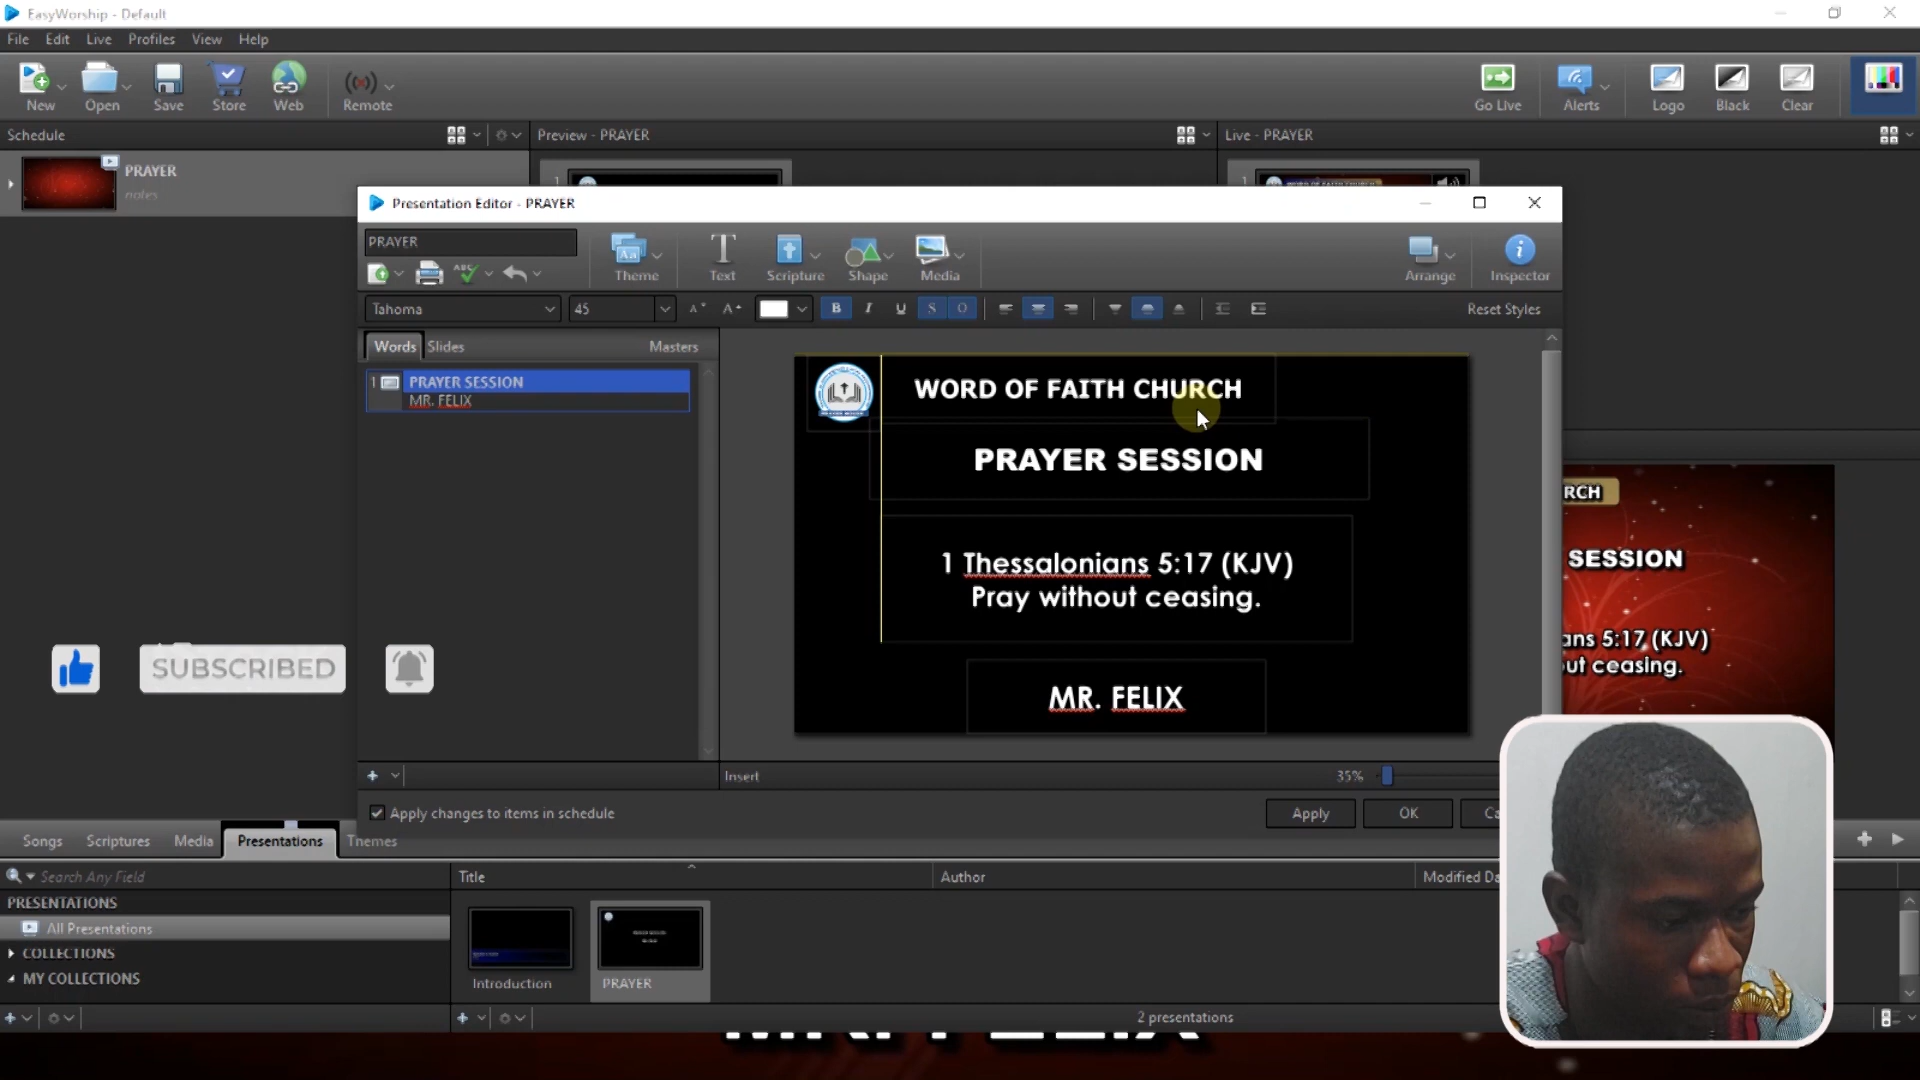 EasyWorship - Default
File Edit Live Profiles View Help
New Open Save Store Web Remote Go Live Alerts Logo Black Clear
Schedule Preview - PRAYER Live - PRAYER
PRAYER
notes
1
1
Presentation Editor - PRAYER
PRAYER
Theme Text Scripture Shape Media Arrange Inspector
Tahoma 45 B I U S O Reset Styles
Words Slides Masters
1 PRAYER SESSION
MR. FELIX
WORD OF FAITH CHURCH
PRAYER SESSION
1 Thessalonians 5:17 (KJV)
Pray without ceasing.
MR. FELIX
RCH
SESSION
ans 5:17 (KJV)
ut ceasing.
SUBSCRIBED
Insert 35%
Apply changes to items in schedule Apply OK Ca
Songs Scriptures Media Presentations Themes
Search Any Field Title Author Modified Da
PRESENTATIONS
All Presentations
COLLECTIONS
MY COLLECTIONS
Introduction PRAYER
2 presentations